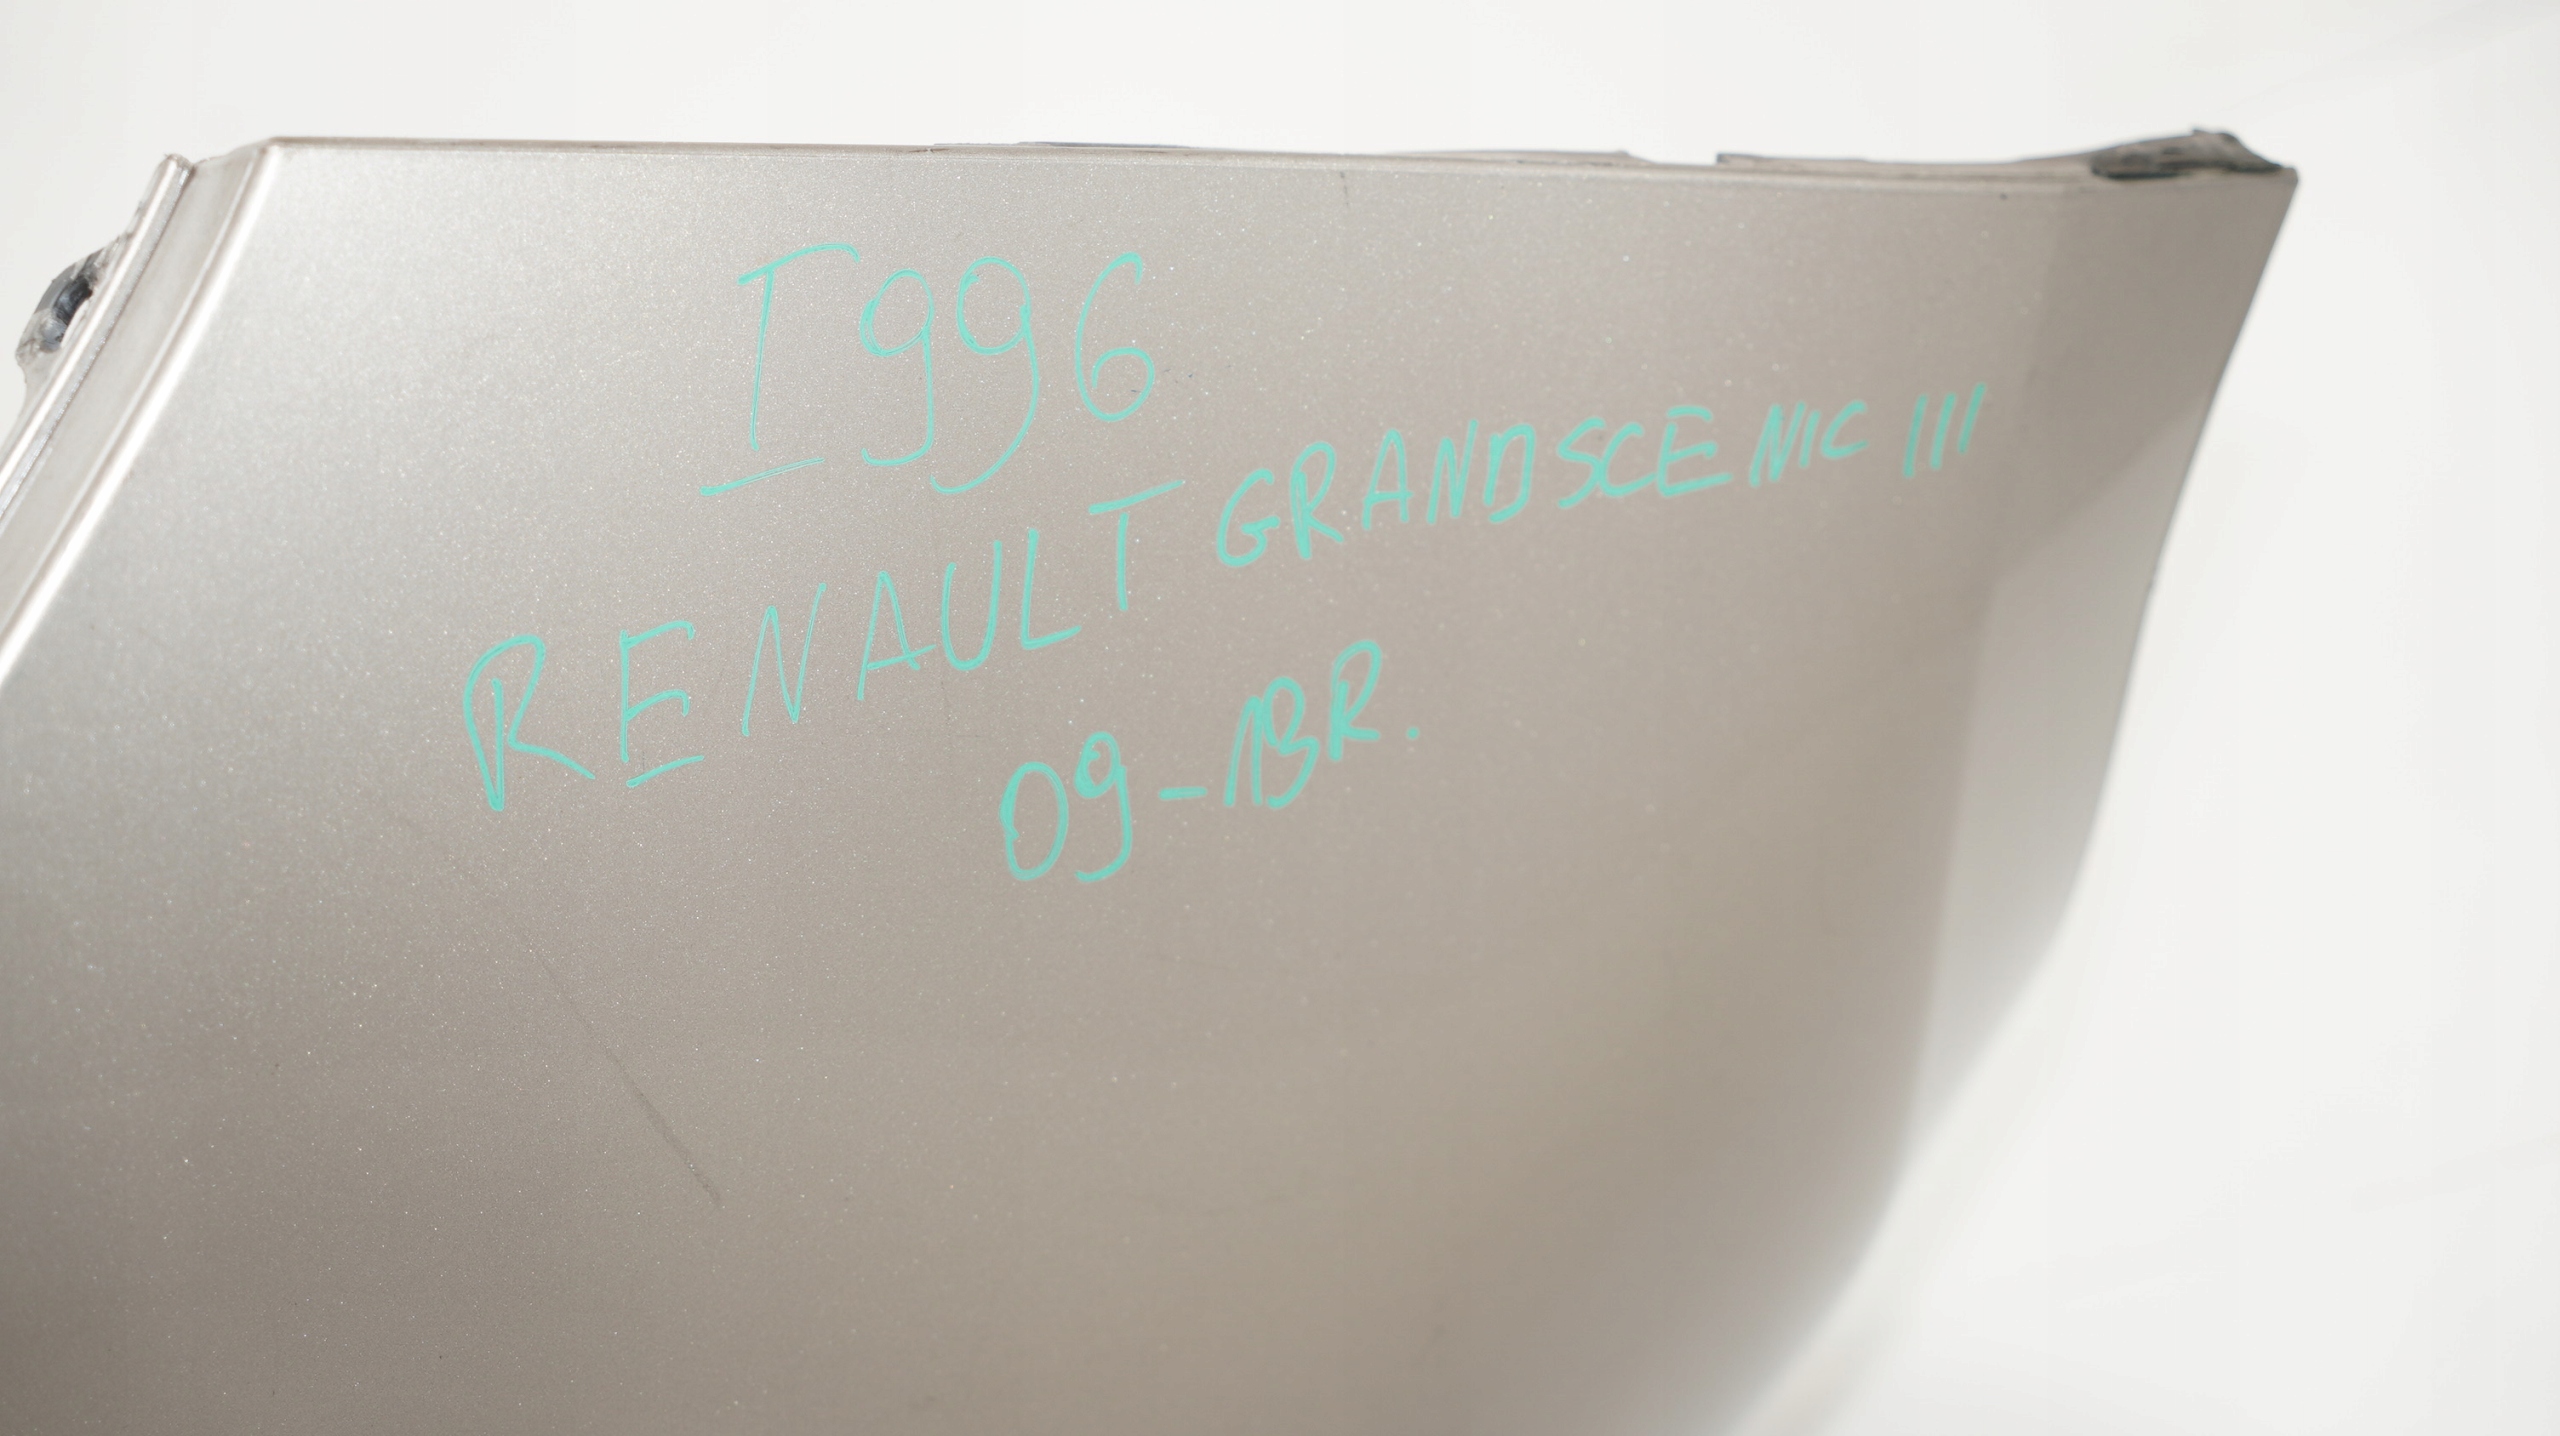 I996
RENAULT GRANDSCENIC III
09-13R.